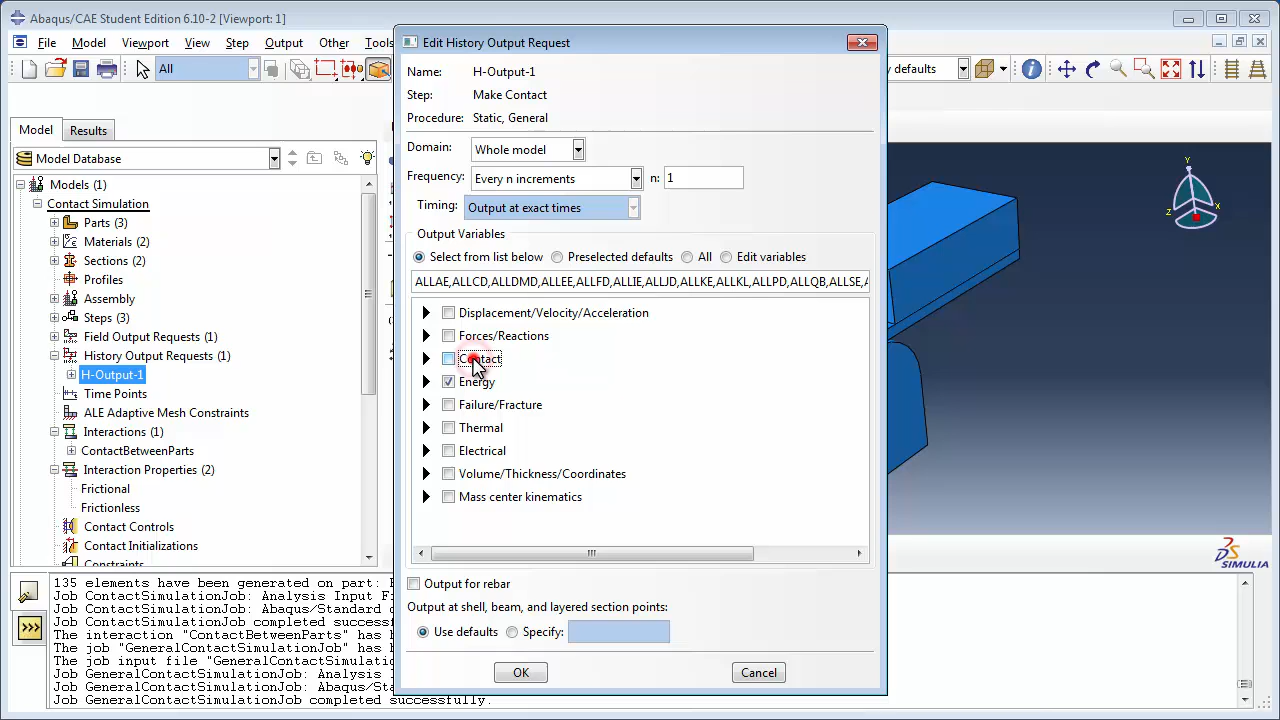 Abaqus/CAE Student Edition 6.10-2 [Viewport: 1]
File Model Viewport View Step Output Other Tools
All
y defaults
Model Results
Model Database
Models (1)
Contact Simulation
Parts (3)
Materials (2)
Sections (2)
Profiles
Assembly
Steps (3)
Field Output Requests (1)
History Output Requests (1)
H-Output-1
Time Points
ALE Adaptive Mesh Constraints
Interactions (1)
ContactBetweenParts
Interaction Properties (2)
Frictional
Frictionless
Contact Controls
Contact Initializations
Constraints
Edit History Output Request
Name: H-Output-1
Step: Make Contact
Procedure: Static, General
Domain: Whole model
Frequency: Every n increments n: 1
Timing: Output at exact times
Output Variables
Select from list below Preselected defaults All Edit variables
ALLAE,ALLCD,ALLDMD,ALLEE,ALLFD,ALLIE,ALLJD,ALLKE,ALLKL,ALLPD,ALLQB,ALLSE,A
Displacement/Velocity/Acceleration
Forces/Reactions
Contact
Energy
Failure/Fracture
Thermal
Electrical
Volume/Thickness/Coordinates
Mass center kinematics
Output for rebar
Output at shell, beam, and layered section points:
Use defaults Specify:
OK Cancel
Y
Z
X
SIMULIA
>>>
135 elements have been generated on part:
Job ContactSimulationJob: Analysis Input Fi
Job ContactSimulationJob: Abaqus/Standard c
Job ContactSimulationJob completed successfu
The interaction "ContactBetweenParts" has b
The job "GeneralContactSimulationJob" has b
The job input file "GeneralContactSimulatio
Job GeneralContactSimulationJob: Analysis I
Job GeneralContactSimulationJob: Abaqus/Sta
Job GeneralContactSimulationJob completed successfully.